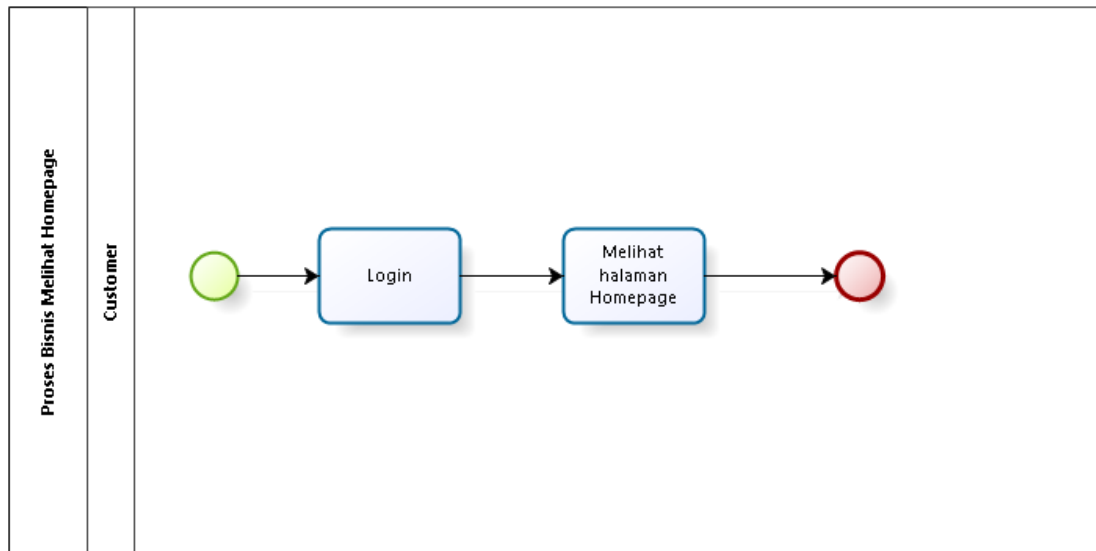 Proses Bisnis Melihat Homepage
Customer
Login
Melihat
halaman
Homepage